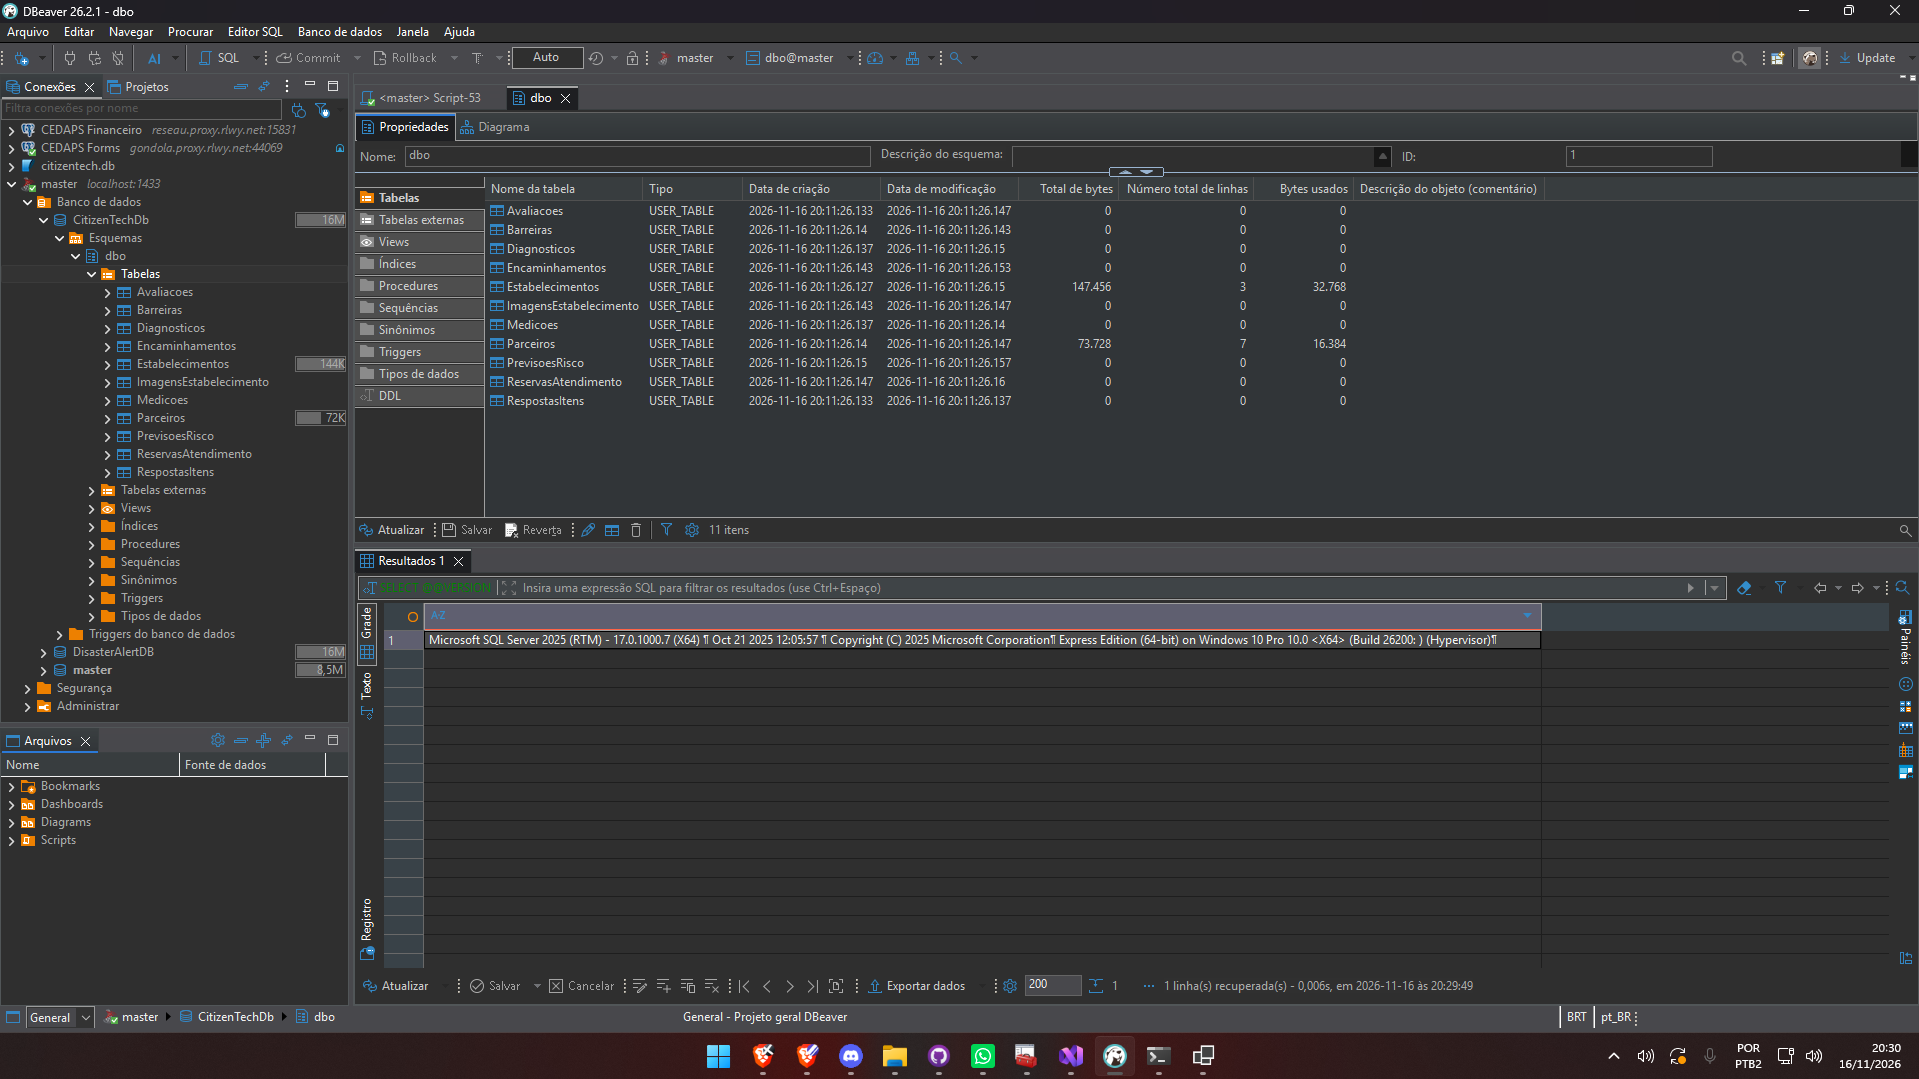 DBeaver 26.2.1 - dbo
Arquivo Editar Navegar Procurar Editor SQL Banco de dados Janela Ajuda
AI SQL Commit Rollback T Auto master dbo@master Update
Conexões Projetos
Filtra conexões por nome
CEDAPS Financeiro reseau.proxy.rlwy.net:15831
CEDAPS Forms gondola.proxy.rlwy.net:44069
citizentech.db
master localhost:1433
Banco de dados
CitizenTechDb 16M
Esquemas
dbo
Tabelas
Avaliacoes
Barreiras
Diagnosticos
Encaminhamentos
Estabelecimentos 144K
ImagensEstabelecimento
Medicoes
Parceiros 72K
PrevisoesRisco
ReservasAtendimento
RespostasItens
Tabelas externas
Views
Índices
Procedures
Sequências
Sinônimos
Triggers
Tipos de dados
Triggers do banco de dados
DisasterAlertDB 16M
master 8,5M
Segurança
Administrar
Arquivos
Nome Fonte de dados
Bookmarks
Dashboards
Diagrams
Scripts
<master> Script-53 dbo
Propriedades Diagrama
Nome: dbo Descrição do esquema: ID: 1
Tabelas
Tabelas externas
Views
Índices
Procedures
Sequências
Sinônimos
Triggers
Tipos de dados
DDL
Nome da tabela Tipo Data de criação Data de modificação Total de bytes Número total de linhas Bytes usados Descrição do objeto (comentário)
Avaliacoes USER_TABLE 2026-11-16 20:11:26.133 2026-11-16 20:11:26.147 0 0 0
Barreiras USER_TABLE 2026-11-16 20:11:26.14 2026-11-16 20:11:26.143 0 0 0
Diagnosticos USER_TABLE 2026-11-16 20:11:26.137 2026-11-16 20:11:26.15 0 0 0
Encaminhamentos USER_TABLE 2026-11-16 20:11:26.143 2026-11-16 20:11:26.153 0 0 0
Estabelecimentos USER_TABLE 2026-11-16 20:11:26.127 2026-11-16 20:11:26.15 147.456 3 32.768
ImagensEstabelecimento USER_TABLE 2026-11-16 20:11:26.143 2026-11-16 20:11:26.147 0 0 0
Medicoes USER_TABLE 2026-11-16 20:11:26.137 2026-11-16 20:11:26.14 0 0 0
Parceiros USER_TABLE 2026-11-16 20:11:26.14 2026-11-16 20:11:26.147 73.728 7 16.384
PrevisoesRisco USER_TABLE 2026-11-16 20:11:26.15 2026-11-16 20:11:26.157 0 0 0
ReservasAtendimento USER_TABLE 2026-11-16 20:11:26.147 2026-11-16 20:11:26.16 0 0 0
RespostasItens USER_TABLE 2026-11-16 20:11:26.133 2026-11-16 20:11:26.137 0 0 0
Atualizar Salvar Reverta 11 itens
Resultados 1
SELECT @@VERSION Insira uma expressão SQL para filtrar os resultados (use Ctrl+Espaço)
Grade
Texto
Registro
A-Z
1 Microsoft SQL Server 2025 (RTM) - 17.0.1000.7 (X64) ¶ Oct 21 2025 12:05:57 ¶ Copyright (C) 2025 Microsoft Corporation¶ Express Edition (64-bit) on Windows 10 Pro 10.0 <X64> (Build 26200: ) (Hypervisor)¶
Painéis
Atualizar Salvar Cancelar Exportar dados 200 1 ··· 1 linha(s) recuperada(s) - 0,006s, em 2026-11-16 às 20:29:49
General master CitizenTechDb dbo General - Projeto geral DBeaver BRT pt_BR
POR
PTB2
20:30
16/11/2026